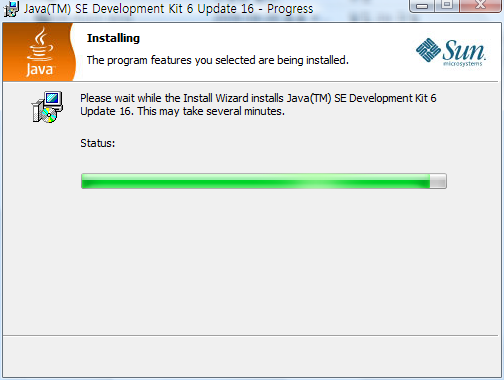 Java(TM) SE Development Kit 6 Update 16 - Progress
Installing
The program features you selected are being installed.
Java™
Sun
microsystems
Please wait while the Install Wizard installs Java(TM) SE Development Kit 6
Update 16. This may take several minutes.
Status: